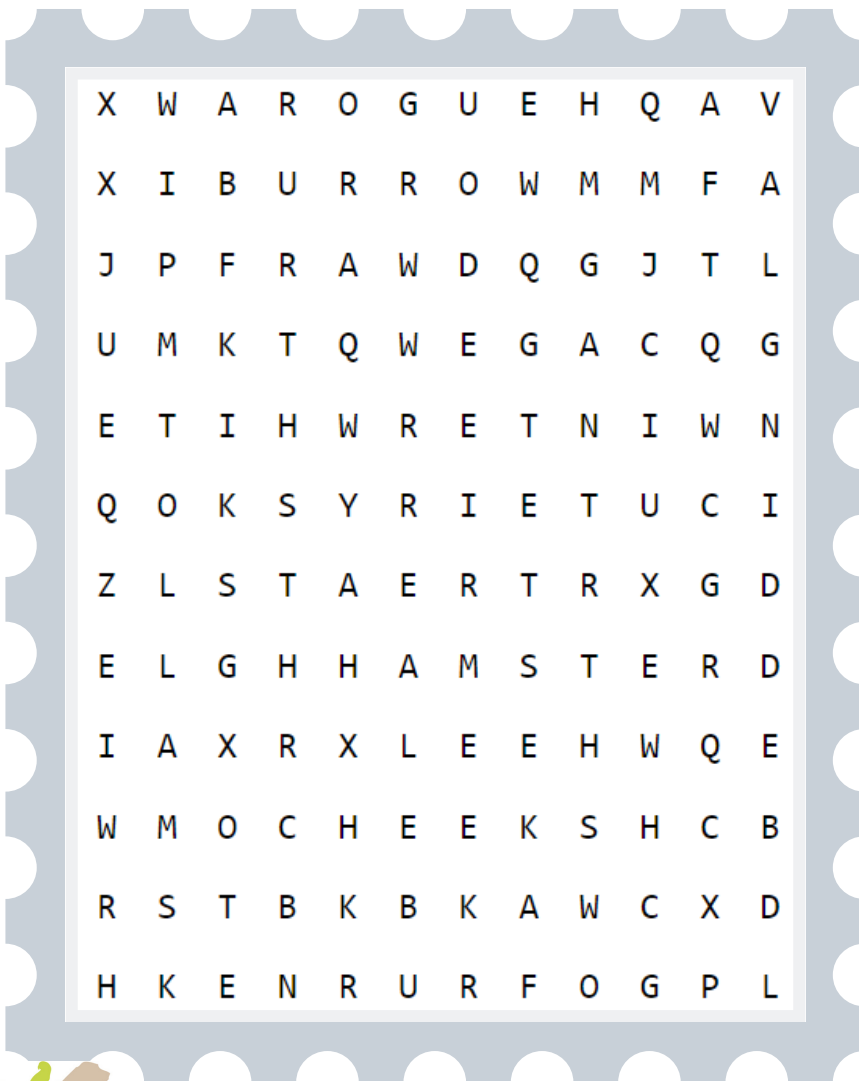 X W A R O G U E H Q A V
X I B U R R O W M M F A
J P F R A W D Q G J T L
U M K T Q W E G A C Q G
E T I H W R E T N I W N
Q O K S Y R I E T U C I
Z L S T A E R T R X G D
E L G H H A M S T E R D
I A X R X L E E H W Q E
W M O C H E E K S H C B
R S T B K B K A W C X D
H K E N R U R F O G P L